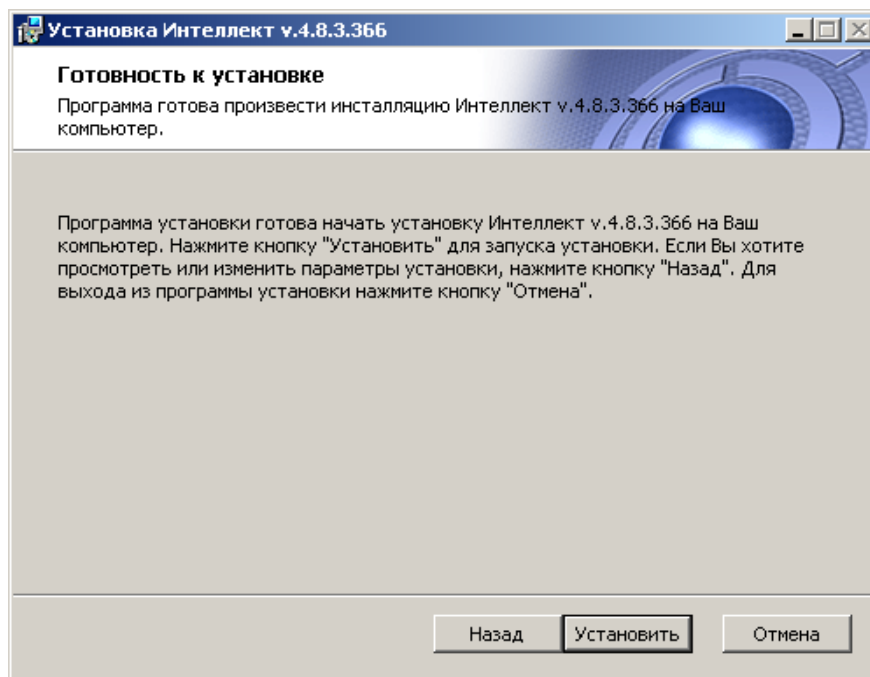 Установка Интеллект v.4.8.3.366
Готовность к установке
Программа готова произвести инсталляцию Интеллект v.4.8.3.366 на Ваш
компьютер.
Программа установки готова начать установку Интеллект v.4.8.3.366 на Ваш
компьютер. Нажмите кнопку "Установить" для запуска установки. Если Вы хотите
просмотреть или изменить параметры установки, нажмите кнопку "Назад". Для
выхода из программы установки нажмите кнопку "Отмена".
Назад
Установить
Отмена